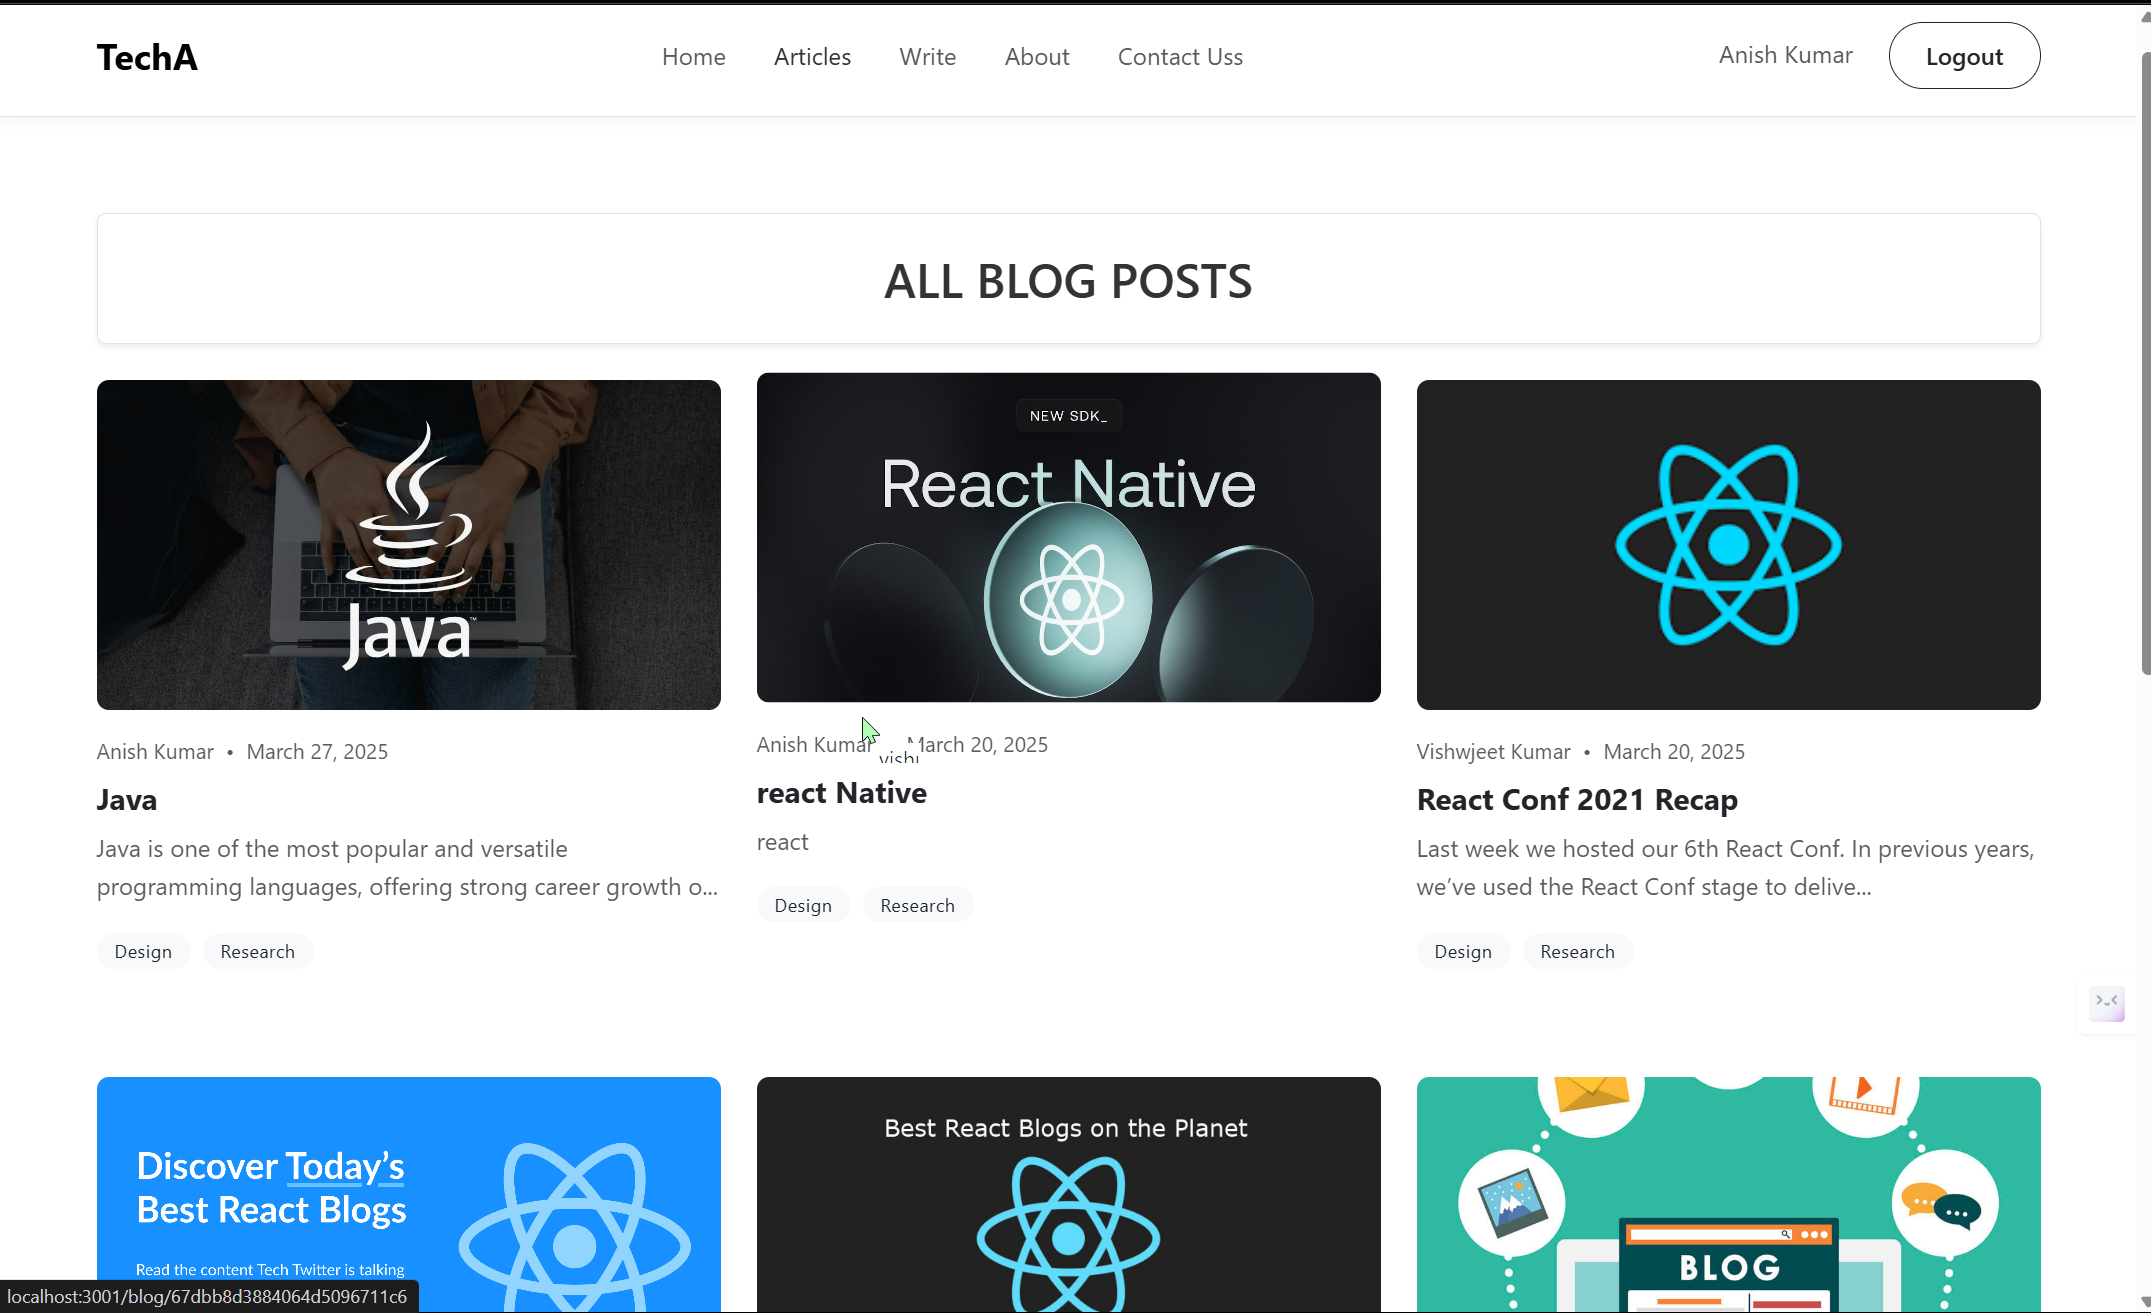 TechA
Home
Articles
Write
About
Contact Uss
Anish Kumar
Logout
ALL BLOG POSTS
Java
NEW SDK_
React Native
Anish Kumar • March 27, 2025
Java
Java is one of the most popular and versatile
programming languages, offering strong career growth o...
Design
Research
Anish Kumar
March 20, 2025
react Native
react
Design
Research
Vishwjeet Kumar • March 20, 2025
React Conf 2021 Recap
Last week we hosted our 6th React Conf. In previous years,
we’ve used the React Conf stage to delive...
Design
Research
Discover Today’s
Best React Blogs
Read the content Tech Twitter is talking
Best React Blogs on the Planet
BLOG
localhost:3001/blog/67dbb8d3884064d5096711c6